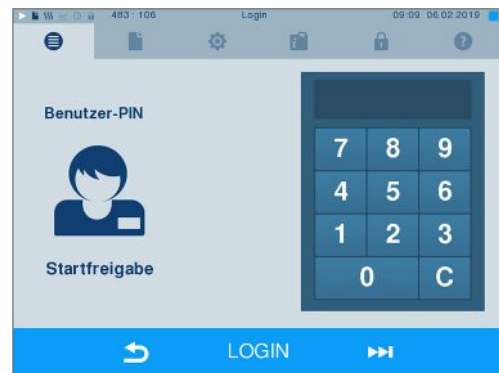 483 : 106 Login 09:09 06.02.2019
Benutzer-PIN
Startfreigabe
7 8 9
4 5 6
1 2 3
0 C
LOGIN